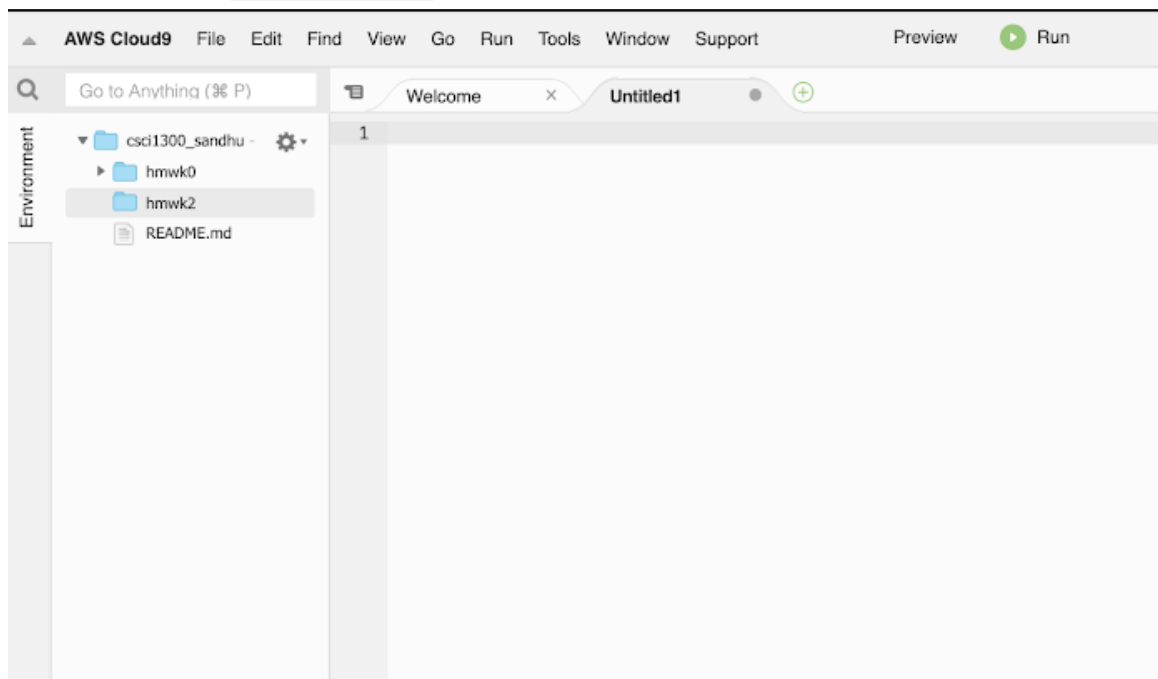 AWS Cloud9 File Edit Find View Go Run Tools Window Support Preview Run
Go to Anything (⌘ P)
Welcome Untitled1
Environment
csci1300_sandhu -
1
hmwk0
hmwk2
README.md